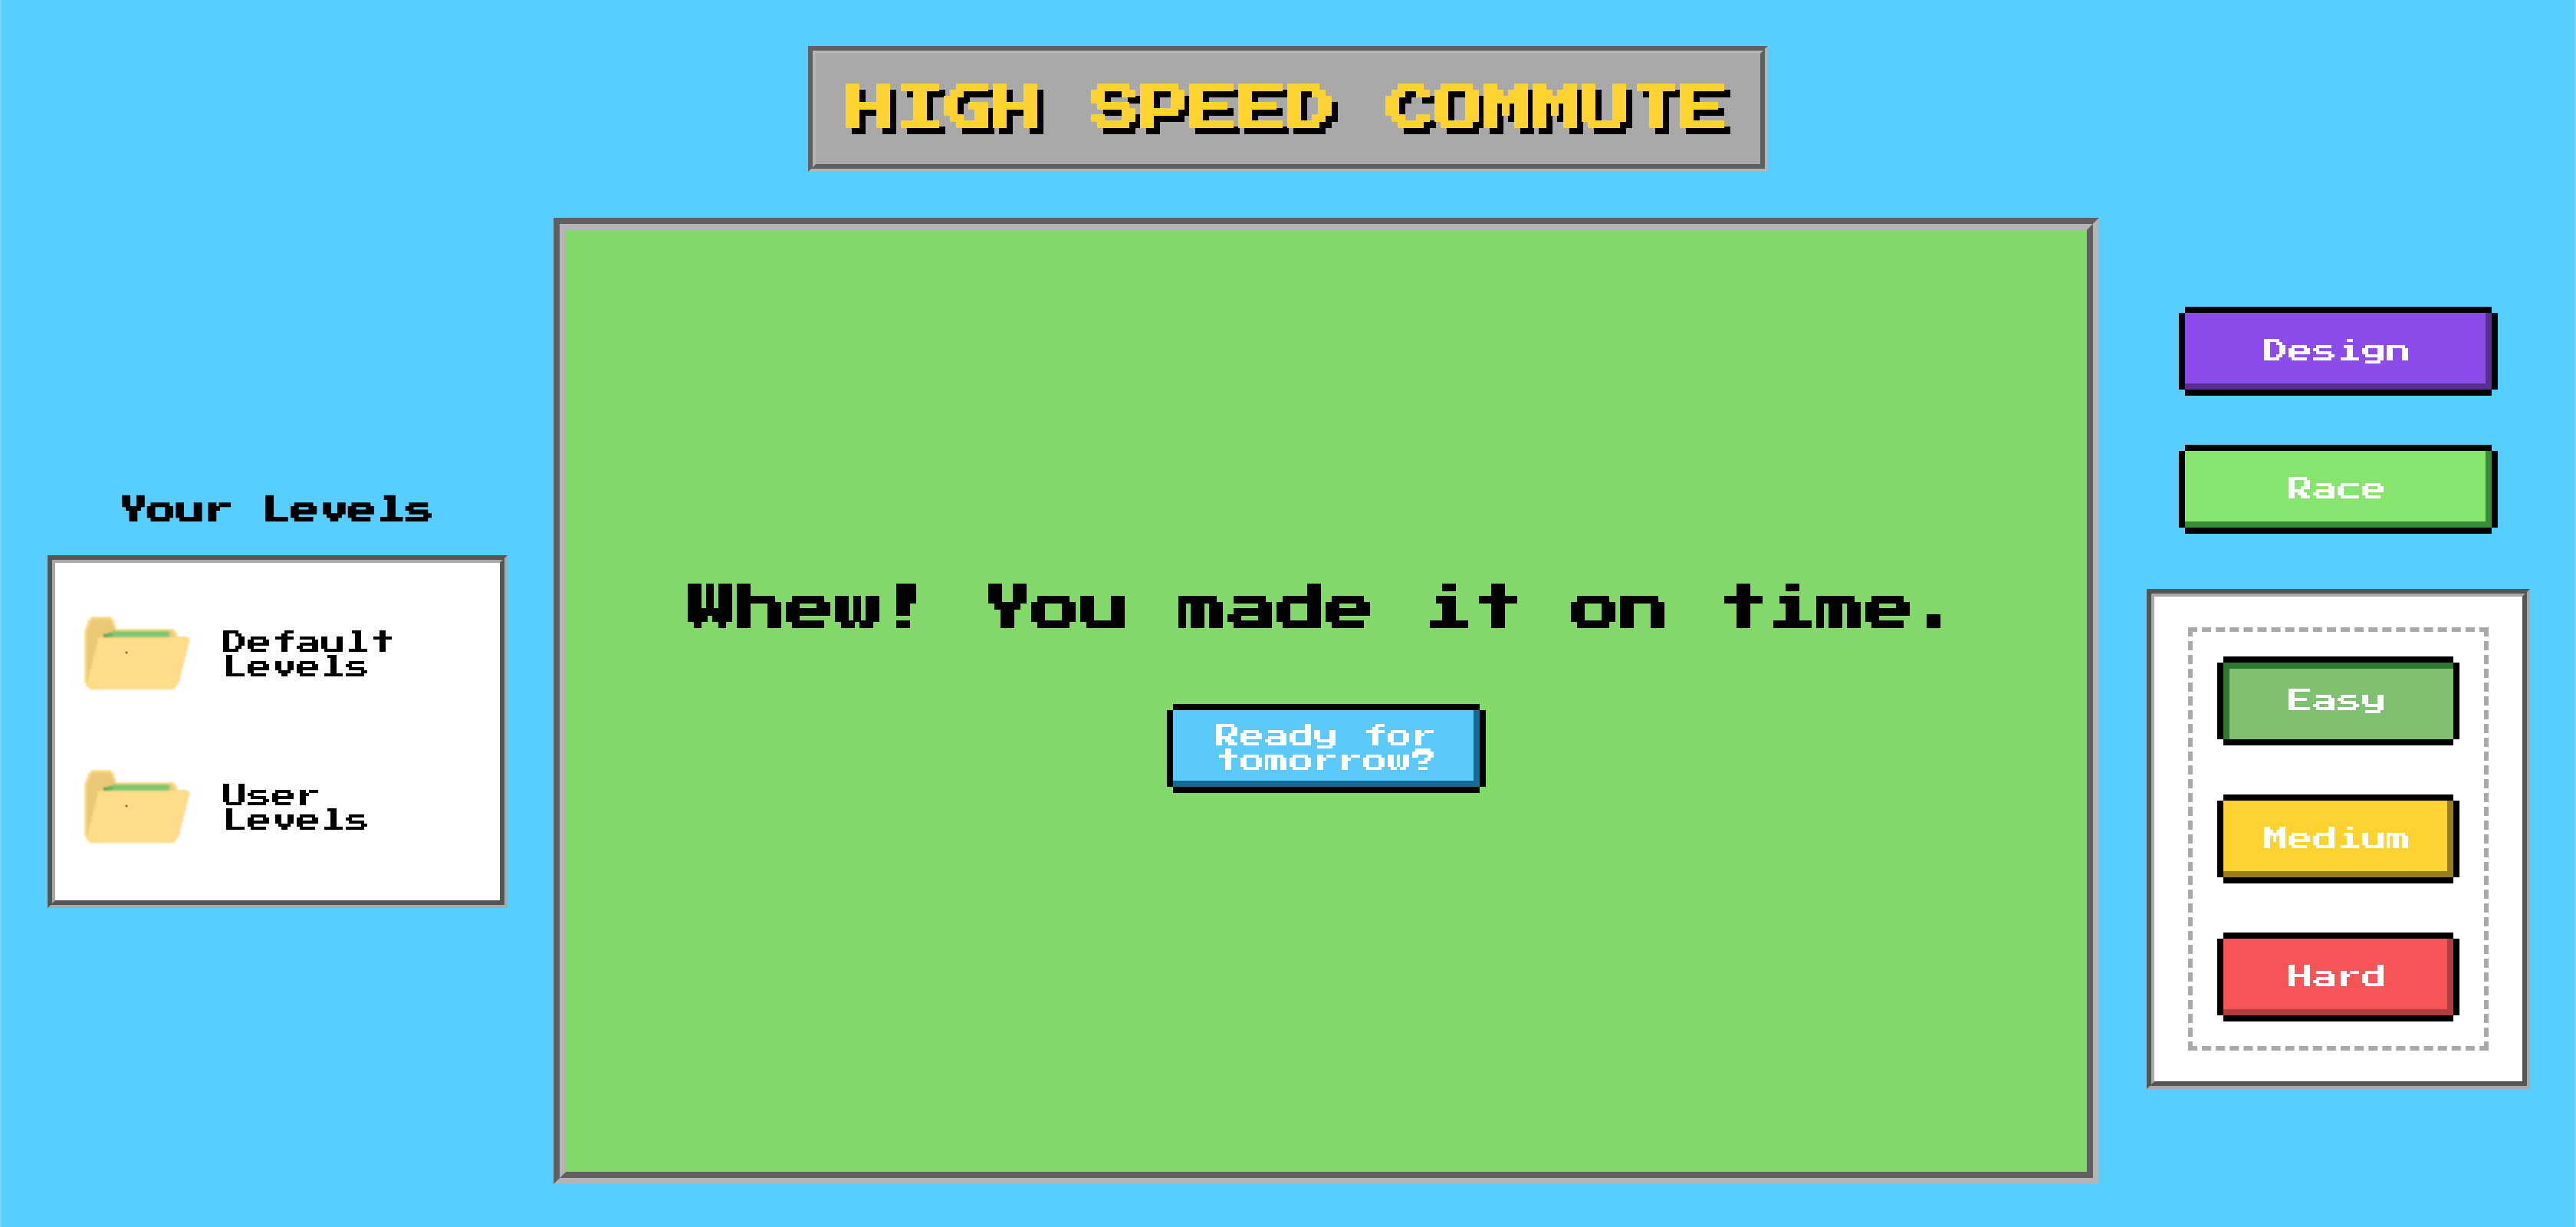 HIGH SPEED COMMUTE
Your Levels
Default
Levels
User
Levels
Whew! You made it on time.
Ready for
tomorrow?
Design
Race
Easy
Medium
Hard